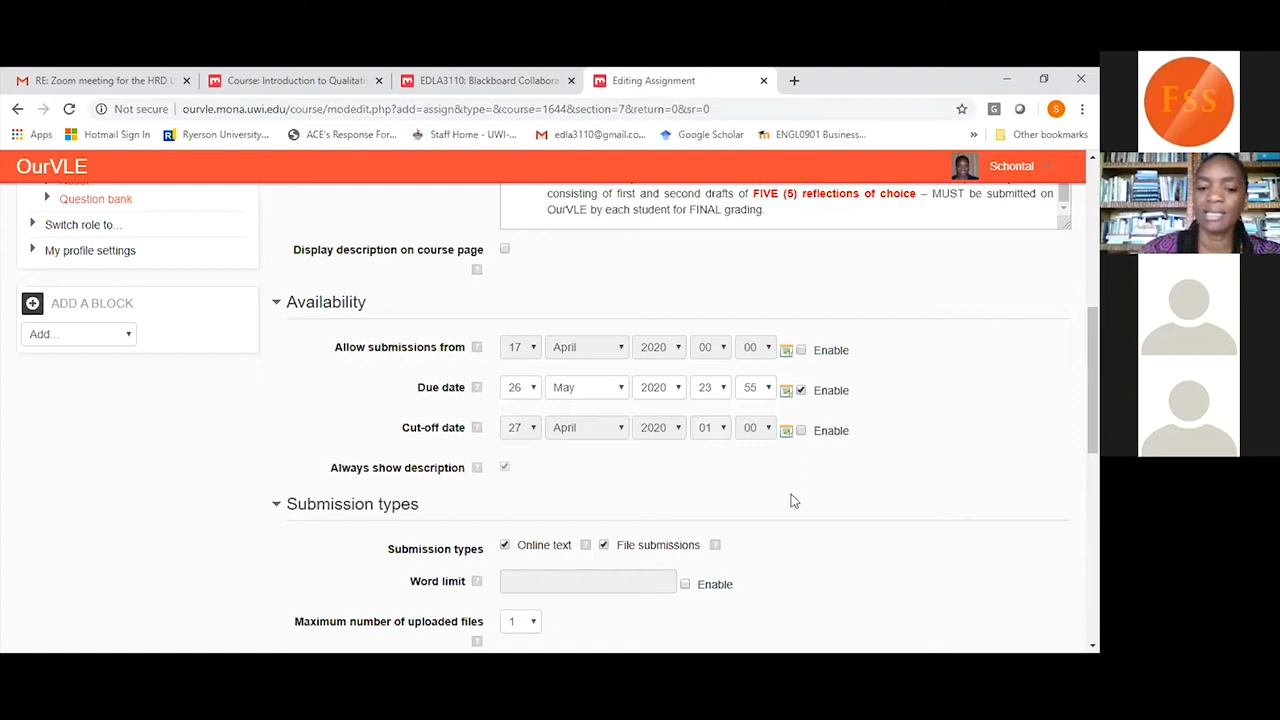 RE: Zoom meeting for the HRD U
Course: Introduction to Qualitati
EDLA3110: Blackboard Collabora
Editing Assignment
Not secure
ourvle.mona.uwi.edu/course/modedit.php?add=assign&type=&course=1644&section=7&return=0&sr=0
S
Apps
Hotmail Sign In
Ryerson University...
ACE's Response For...
Staff Home - UWI-...
edla3110@gmail.co...
Google Scholar
ENGL0901 Business...
»
Other bookmarks
FSS
OurVLE
Schontal
Question bank
Switch role to...
My profile settings
ADD A BLOCK
Add...
consisting of first and second drafts of FIVE (5) reflections of choice – MUST be submitted on
OurVLE by each student for FINAL grading.
Display description on course page
Availability
Allow submissions from 17 April 2020 00 00 Enable
Due date 26 May 2020 23 55 Enable
Cut-off date 27 April 2020 01 00 Enable
Always show description
Submission types
Submission types Online text File submissions
Word limit Enable
Maximum number of uploaded files 1